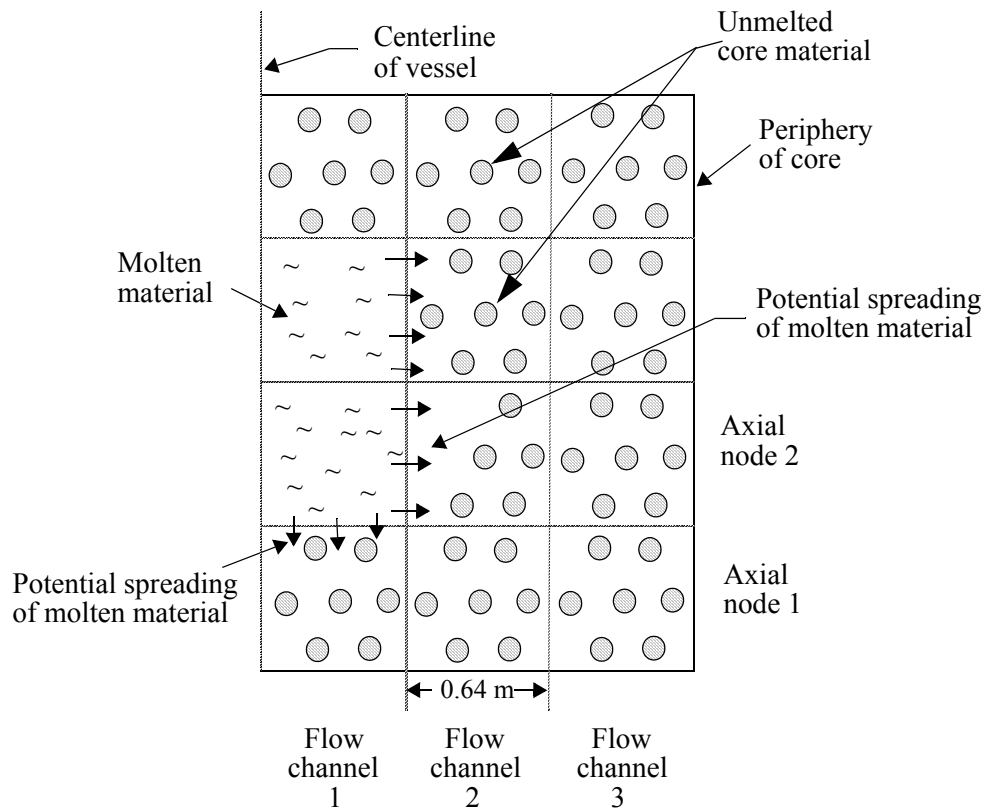 Centerline
of vessel
Unmelted
core material
Periphery
of core
Molten
material
Potential spreading
of molten material
Axial
node 2
Potential spreading
of molten material
Axial
node 1
0.64 m
Flow
channel
1
Flow
channel
2
Flow
channel
3